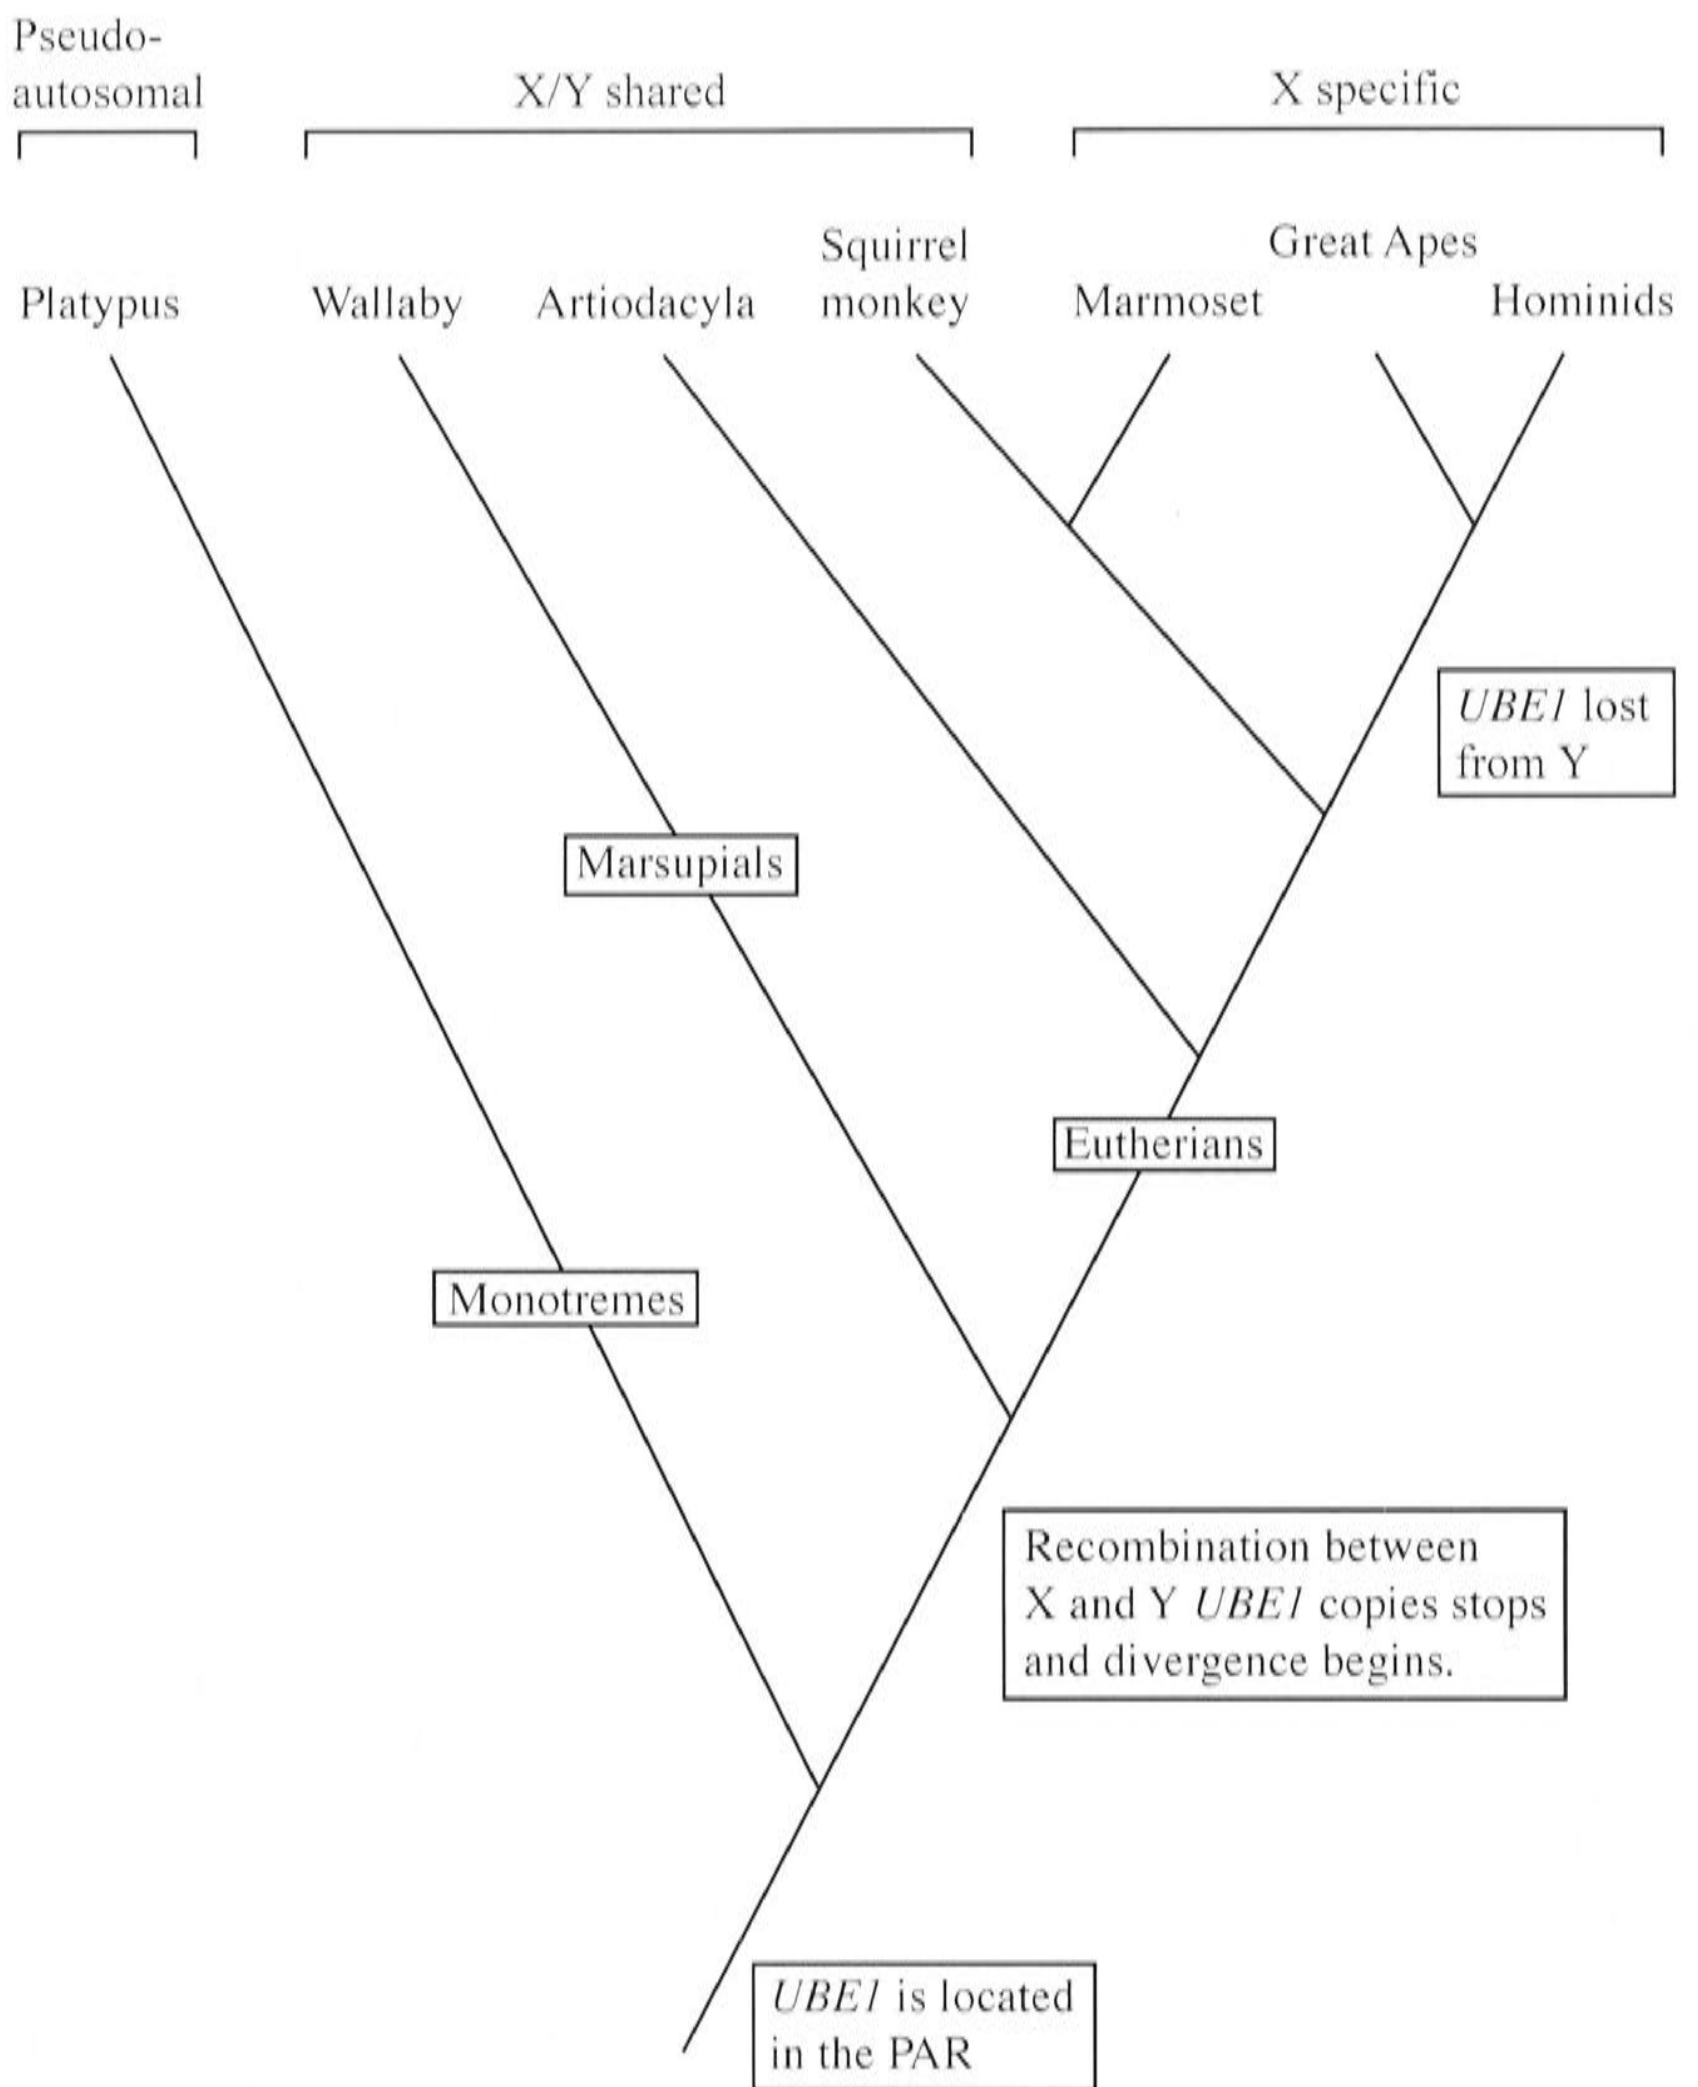 Pseudo-
autosomal
X/Y shared
X specific
Platypus
Wallaby
Artiodacyla
Squirrel
monkey
Marmoset
Great Apes
Hominids
UBE1 lost
from Y
Marsupials
Eutherians
Monotremes
Recombination between
X and Y UBE1 copies stops
and divergence begins.
UBE1 is located
in the PAR